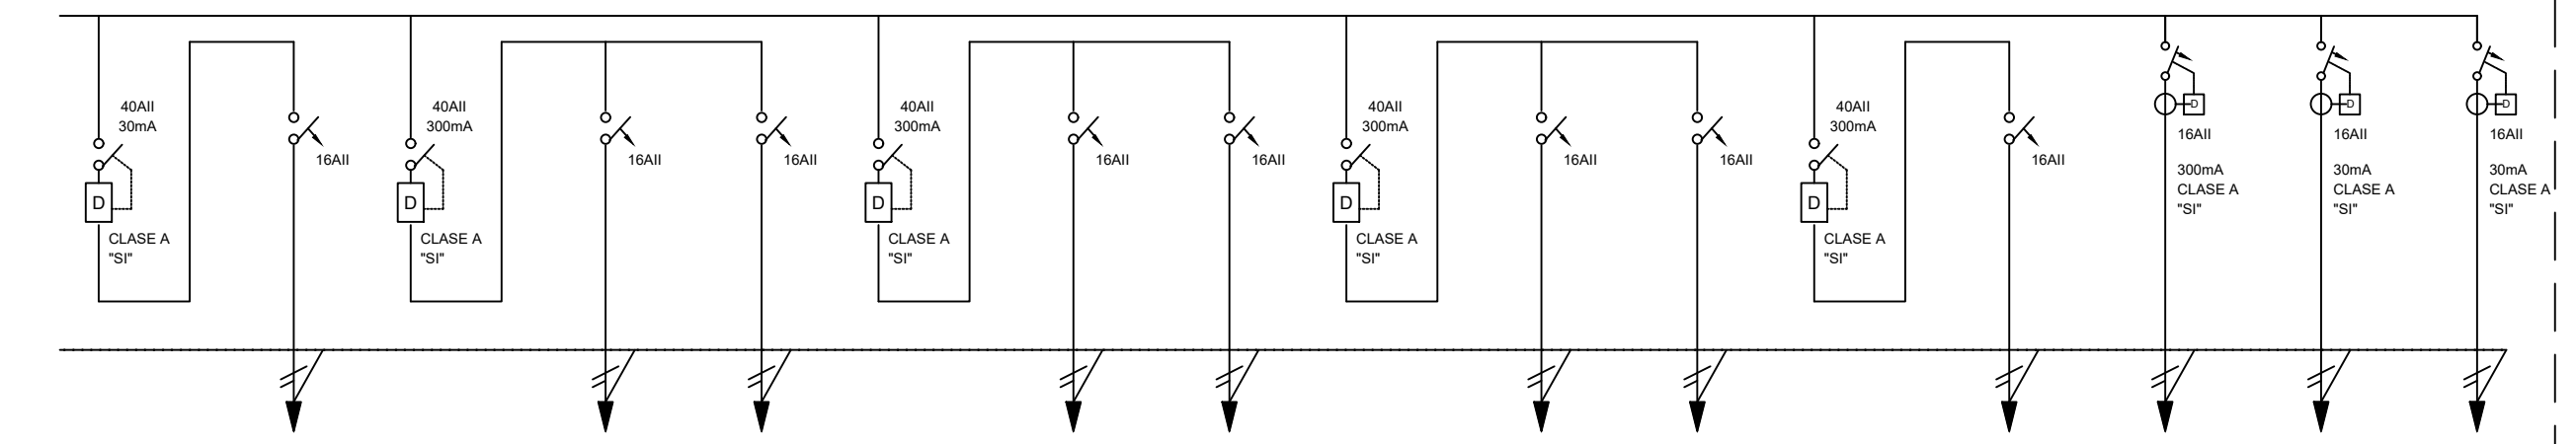 40AII
30mA
D
CLASE A
"SI"
16AII
40AII
300mA
D
CLASE A
"SI"
16AII
16AII
40AII
300mA
D
CLASE A
"SI"
16AII
16AII
40AII
300mA
D
CLASE A
"SI"
16AII
16AII
40AII
300mA
D
CLASE A
"SI"
16AII
D
16AII
300mA
CLASE A
"SI"
D
16AII
30mA
CLASE A
"SI"
D
16AII
30mA
CLASE A
"SI"